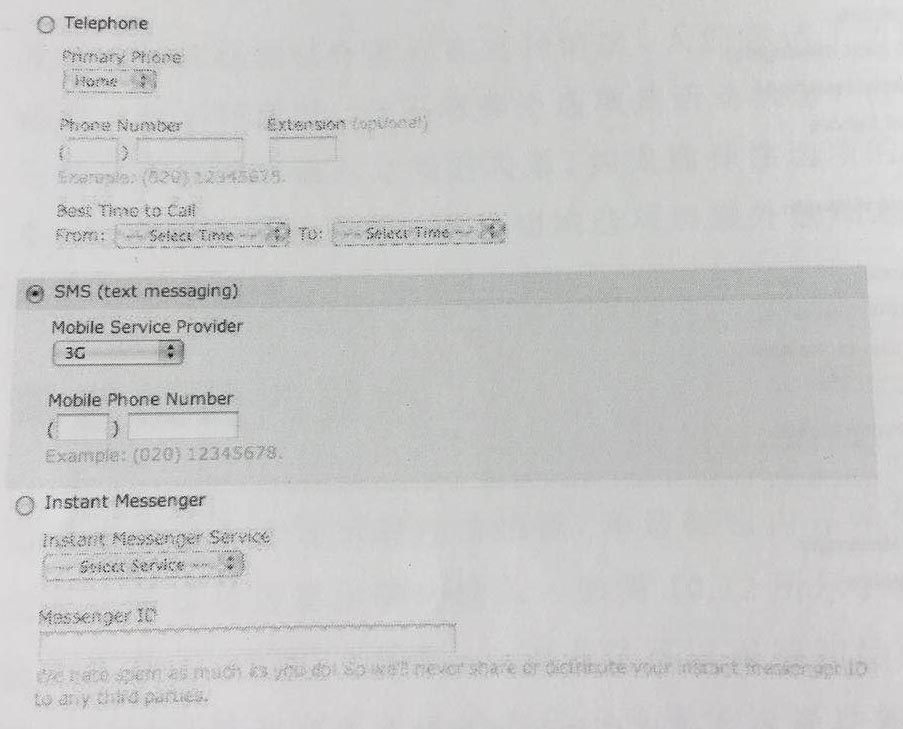 Telephone
Primary Phone
Home
Phone Number Extension (optional)
( )
Example: (020) 12345678.
Best Time to Call
From: -- Select Time -- To: -- Select Time --
SMS (text messaging)
Mobile Service Provider
3G
Mobile Phone Number
( )
Example: (020) 12345678.
Instant Messenger
Instant Messenger Service
-- Select Service --
Messenger ID
We hate spam as much as you do! So we'll never share or distribute your instant messenger ID
to any third parties.